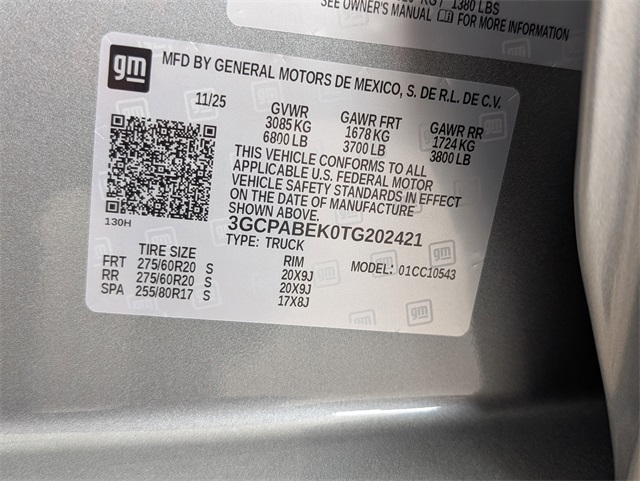 1380 LBS
SEE OWNER'S MANUAL FOR MORE INFORMATION
gm
MFD BY GENERAL MOTORS DE MEXICO, S. DE R.L. DE C.V.
11/25
GVWR GAWR FRT GAWR RR
3085 KG 1678 KG 1724 KG
6800 LB 3700 LB 3800 LB
THIS VEHICLE CONFORMS TO ALL
APPLICABLE U.S. FEDERAL MOTOR
VEHICLE SAFETY STANDARDS IN EFFECT
ON THE DATE OF MANUFACTURE
SHOWN ABOVE.
3GCPABEK0TG202421
130H
TYPE: TRUCK
TIRE SIZE RIM MODEL: 01CC10543
FRT 275/60R20 S 20X9J
RR 275/60R20 S 20X9J
SPA 255/80R17 S 17X8J